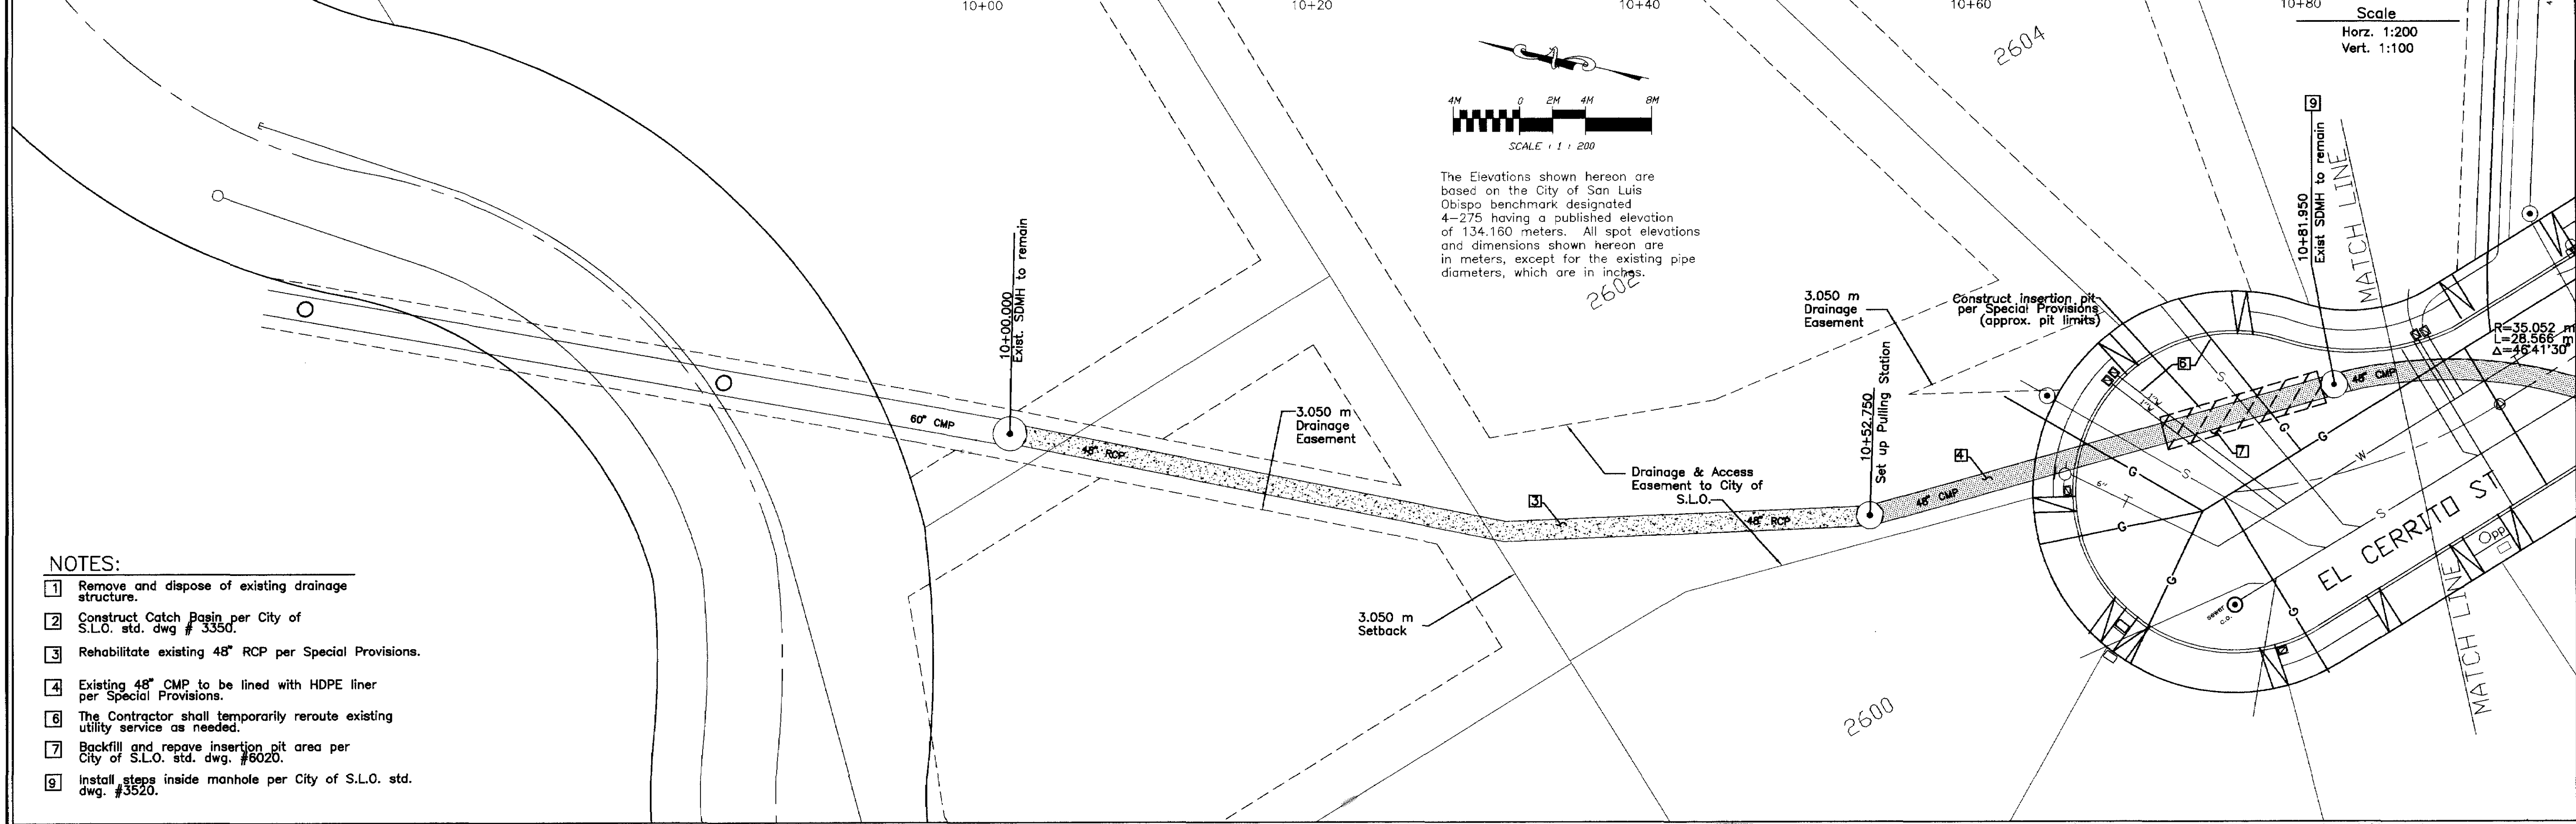 10+00
10+20
10+40
10+60
10+80
Scale
Horz. 1:200
Vert. 1:100
2604
4M 0 2M 4M 8M
SCALE : 1 : 200
The Elevations shown hereon are
based on the City of San Luis
Obispo benchmark designated
4-275 having a published elevation
of 134.160 meters. All spot elevations
and dimensions shown hereon are
in meters, except for the existing pipe
diameters, which are in inches.
2602
E
10+00.000
Exist. SDMH to remain
60" CMP
48" RCP
3.050 m
Drainage
Easement
3
48" RCP
3.050 m
Setback
Drainage & Access
Easement to City of
S.L.O.
10+52.750
Set up Pulling Station
48" CMP
4
3.050 m
Drainage
Easement
Construct insertion pit
per Special Provisions
(approx. pit limits)
6
7
9
10+81.950
Exist SDMH to remain
MATCH LINE
48" CMP
R=35.052 m
L=28.566 m
Δ=46°41'30"
S
G
G
G
G
G
G
S
W
S
6"
T
EL CERRITO ST
Opp
sewer
c.o.
MATCH LINE
2600
NOTES:
1 Remove and dispose of existing drainage
structure.
2 Construct Catch Basin per City of
S.L.O. std. dwg # 3350.
3 Rehabilitate existing 48" RCP per Special Provisions.
4 Existing 48" CMP to be lined with HDPE liner
per Special Provisions.
6 The Contractor shall temporarily reroute existing
utility service as needed.
7 Backfill and repave insertion pit area per
City of S.L.O. std. dwg. #6020.
9 Install steps inside manhole per City of S.L.O. std.
dwg. #3520.